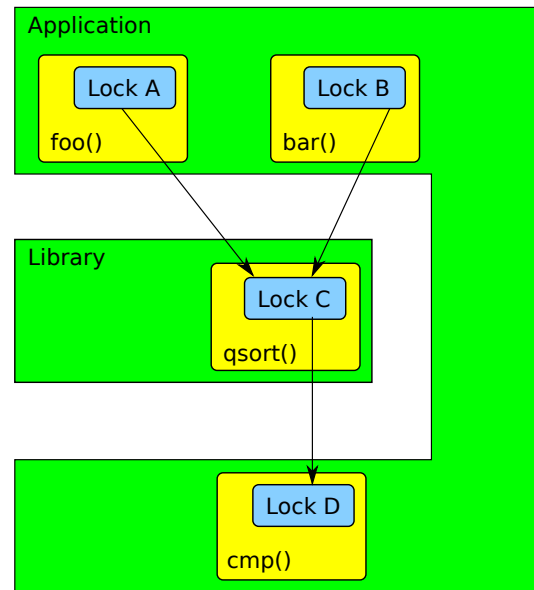 Application
Lock A
Lock B
foo()
bar()
Library
Lock C
qsort()
Lock D
cmp()